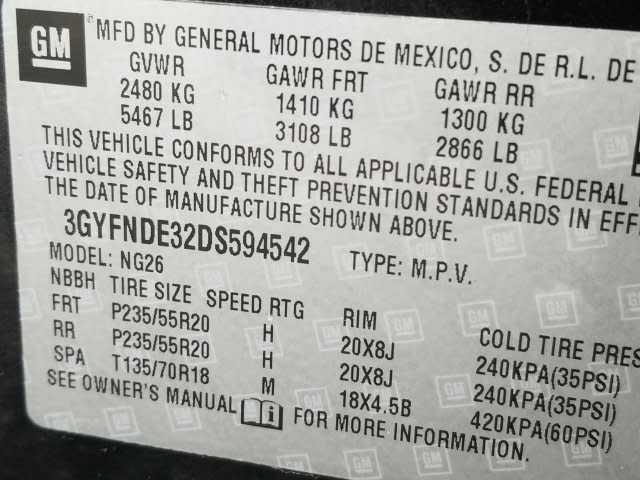 GM ® MFD BY GENERAL MOTORS DE MEXICO, S. DE R.L. DE
GVWR GAWR FRT GAWR RR
2480 KG 1410 KG 1300 KG
5467 LB 3108 LB 2866 LB
THIS VEHICLE CONFORMS TO ALL APPLICABLE U.S. FEDERAL
VEHICLE SAFETY AND THEFT PREVENTION STANDARDS IN EFF
THE DATE OF MANUFACTURE SHOWN ABOVE.
3GYFNDE32DS594542 TYPE: M.P.V.
MODEL: NG26
NBBH TIRE SIZE SPEED RTG RIM COLD TIRE PRES
FRT P235/55R20 H 20X8J 240KPA(35PSI)
RR P235/55R20 H 20X8J 240KPA(35PSI)
SPA T135/70R18 M 18X4.5B 420KPA(60PSI)
SEE OWNER'S MANUAL i FOR MORE INFORMATION.